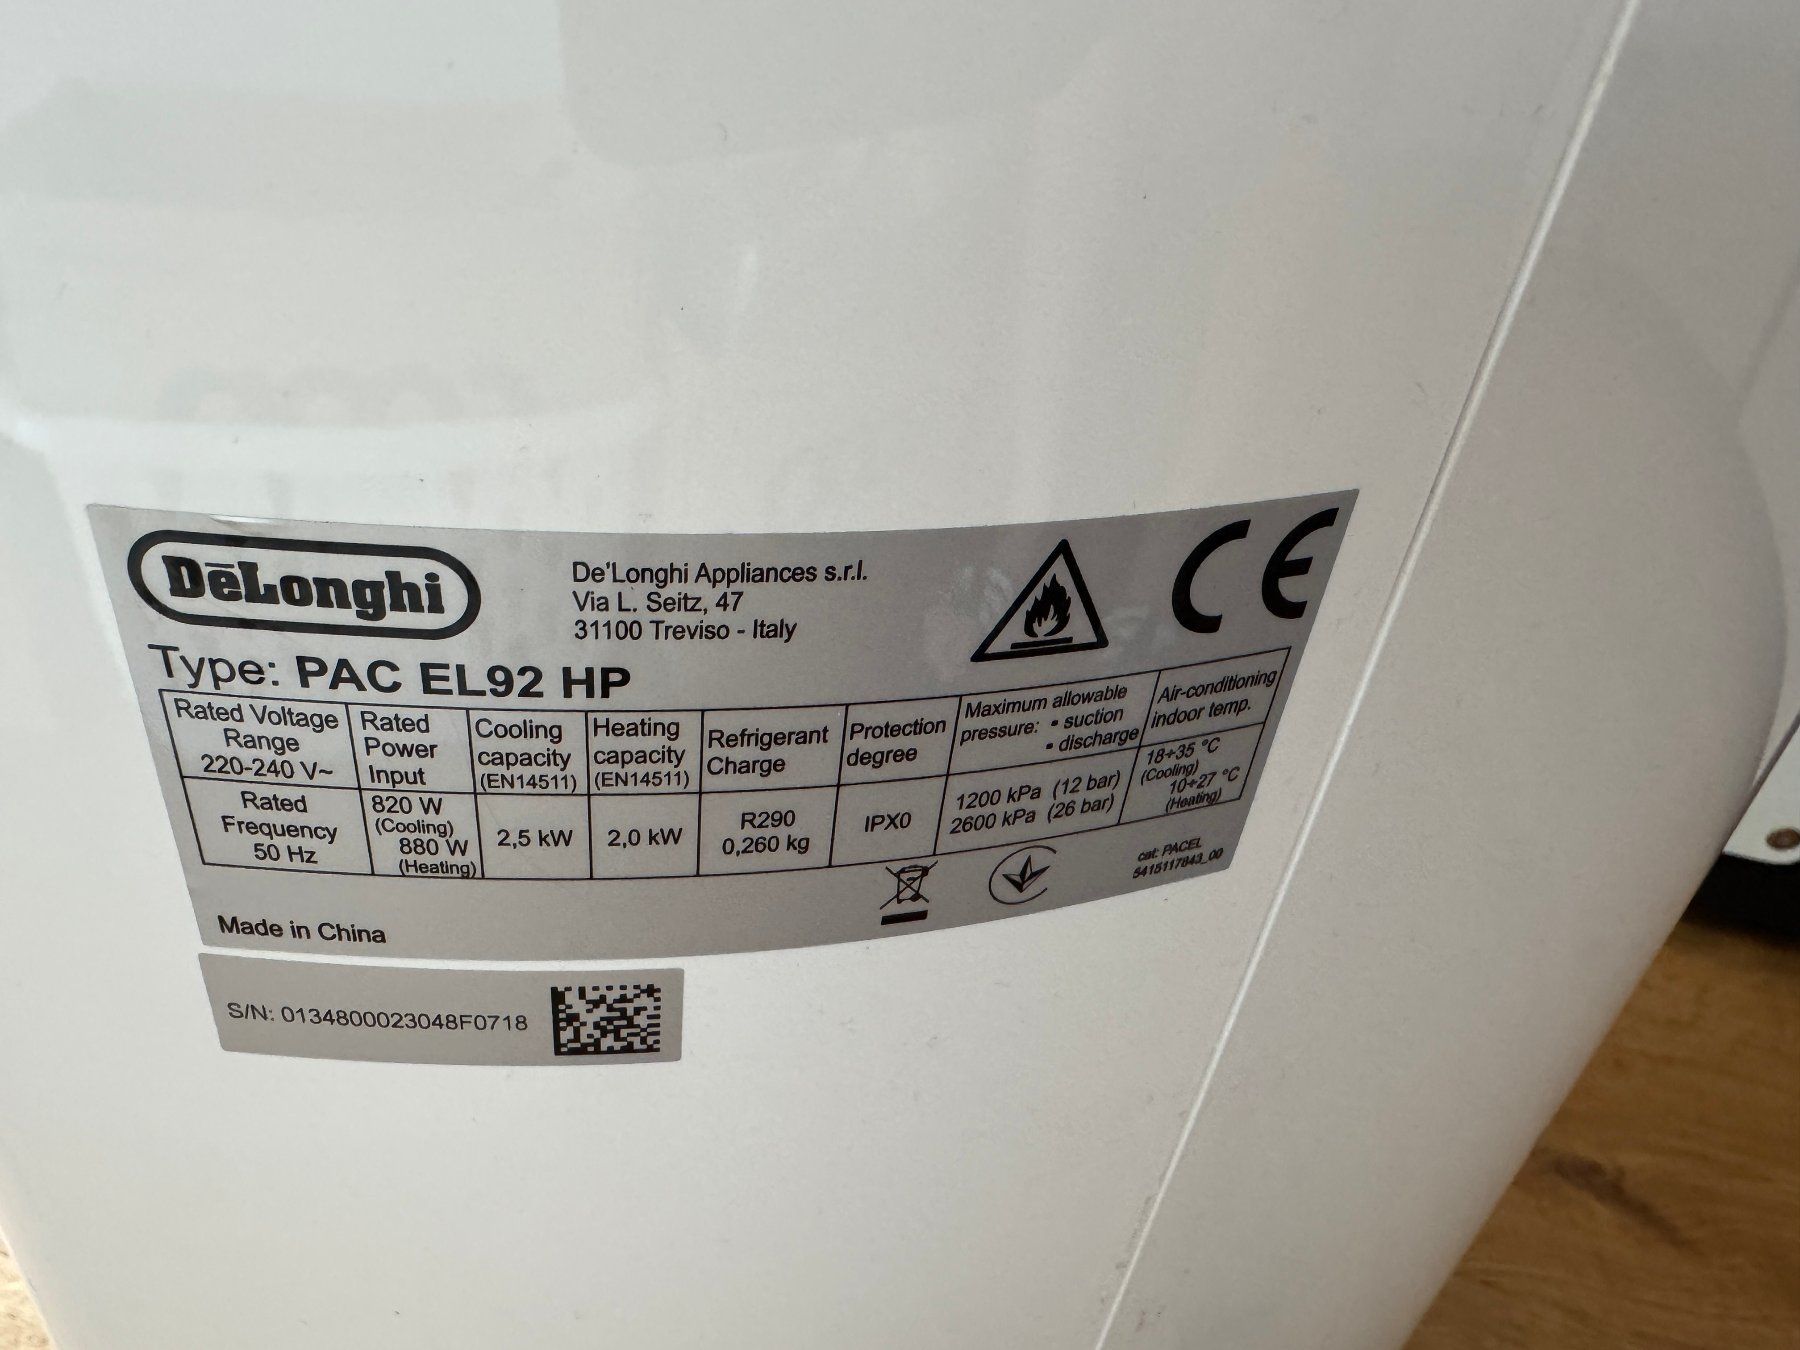 DēLonghi
De'Longhi Appliances s.r.l.
Via L. Seitz, 47
31100 Treviso - Italy
CE
Type: PAC EL92 HP
Rated Voltage
Range
220-240 V~
Rated
Power
Input
Cooling
capacity
(EN14511)
Heating
capacity
(EN14511)
Refrigerant
Charge
Protection
degree
Maximum allowable
pressure: • suction
• discharge
Air-conditioning
indoor temp.
Rated
Frequency
50 Hz
820 W
(Cooling)
880 W
(Heating)
2,5 kW
2,0 kW
R290
0,260 kg
IPX0
1200 kPa (12 bar)
2600 kPa (26 bar)
18÷35 °C
(Cooling)
10÷27 °C
(Heating)
cat: PACEL
5415117843_00
Made in China
S/N: 0134800023048F0718